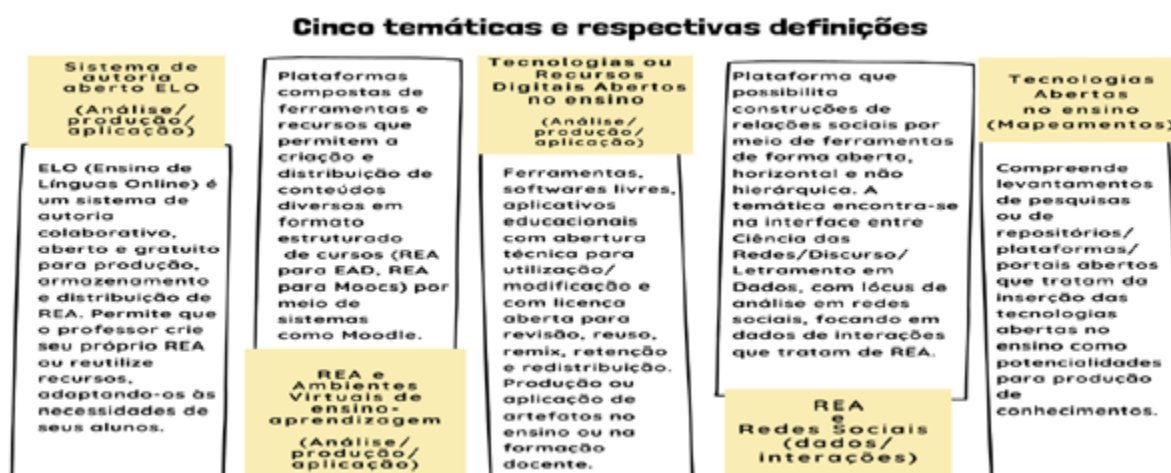 Cinco temáticas e respectivas definições
Sistema de
autoria
aberto ELO
(Análise/
produção/
aplicação)
ELO (Ensino de
Línguas Online) é
um sistema de
autoria
colaborativo,
aberto e gratuito
para produção,
armazenamento
e distribuição de
REA. Permite que
o professor crie
seu próprio REA
ou reutilize
recursos,
adaptando-os às
necessidades de
seus alunos.
Plataformas
compostas de
ferramentas e
recursos que
permitem a
criação e
distribuição de
conteúdos
diversos em
formato
estruturado
de cursos (REA
para EAD, REA
para Moocs) por
meio de
sistemas
como Moodle.
REA e
Ambientes
Virtuais de
ensino-
aprendizagem
(Análise/
produção/
aplicação)
Tecnologias ou
Recursos
Digitais Abertos
no ensino
(Análise/
produção/
aplicação)
Ferramentas,
softwares livres,
aplicativos
educacionais
com abertura
técnica para
utilização/
modificação e
com licença
aberta para
revisão, reuso,
remix, retenção
e redistribuição.
Produção ou
aplicação de
artefatos no
ensino ou na
formação
docente.
Plataforma que
possibilita
construções de
relações sociais por
meio de ferramentas
de forma aberta,
horizontal e não
hierárquica. A
temática encontra-se
na interface entre
Ciência das
Redes/Discurso/
Letramento em
Dados, com lócus de
análise em redes
sociais, focando em
dados de interações
que tratam de REA.
REA
e
Redes Sociais
(dados/
interações)
Tecnologias
Abertas
no ensino
(Mapeamentos)
Compreende
levantamentos
de pesquisas
ou de
repositórios/
plataformas/
portais abertos
que tratam da
inserção das
tecnologias
abertas no
ensino como
potencialidades
para produção
de
conhecimentos.